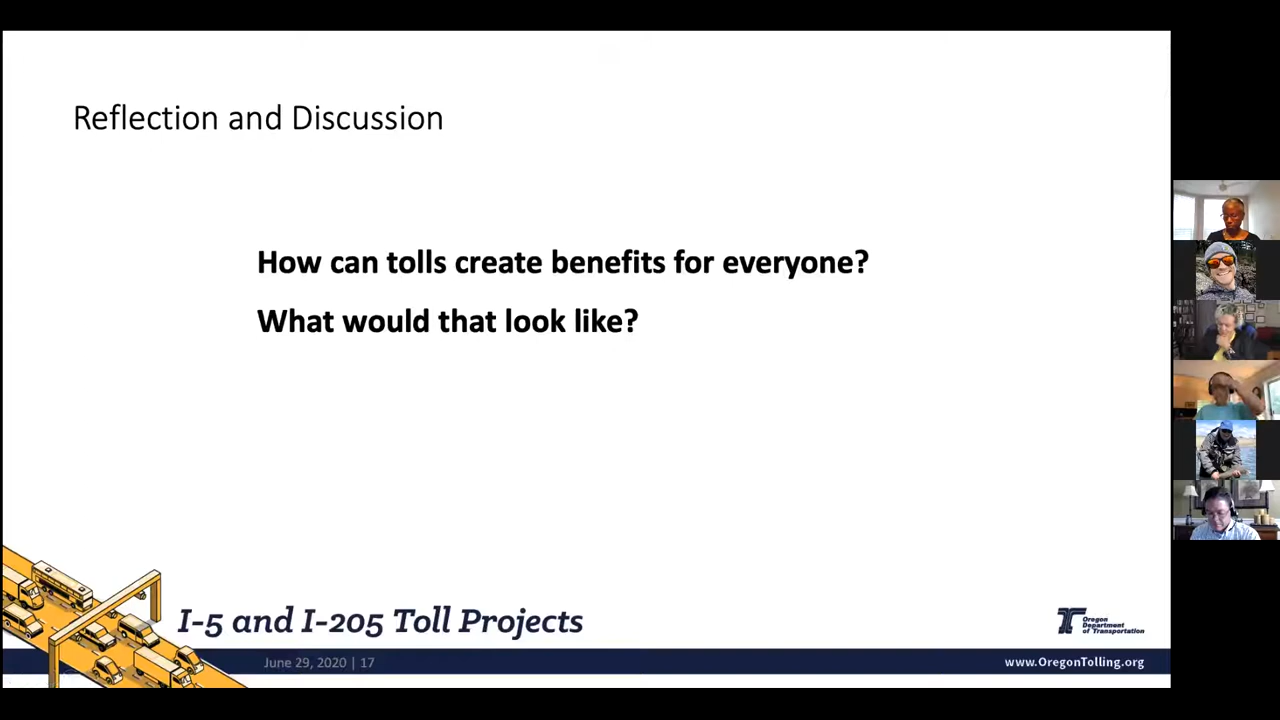 Reflection and Discussion
How can tolls create benefits for everyone?
What would that look like?
I-5 and I-205 Toll Projects
Oregon
Department
of Transportation
June 29, 2020 | 17
www.OregonTolling.org